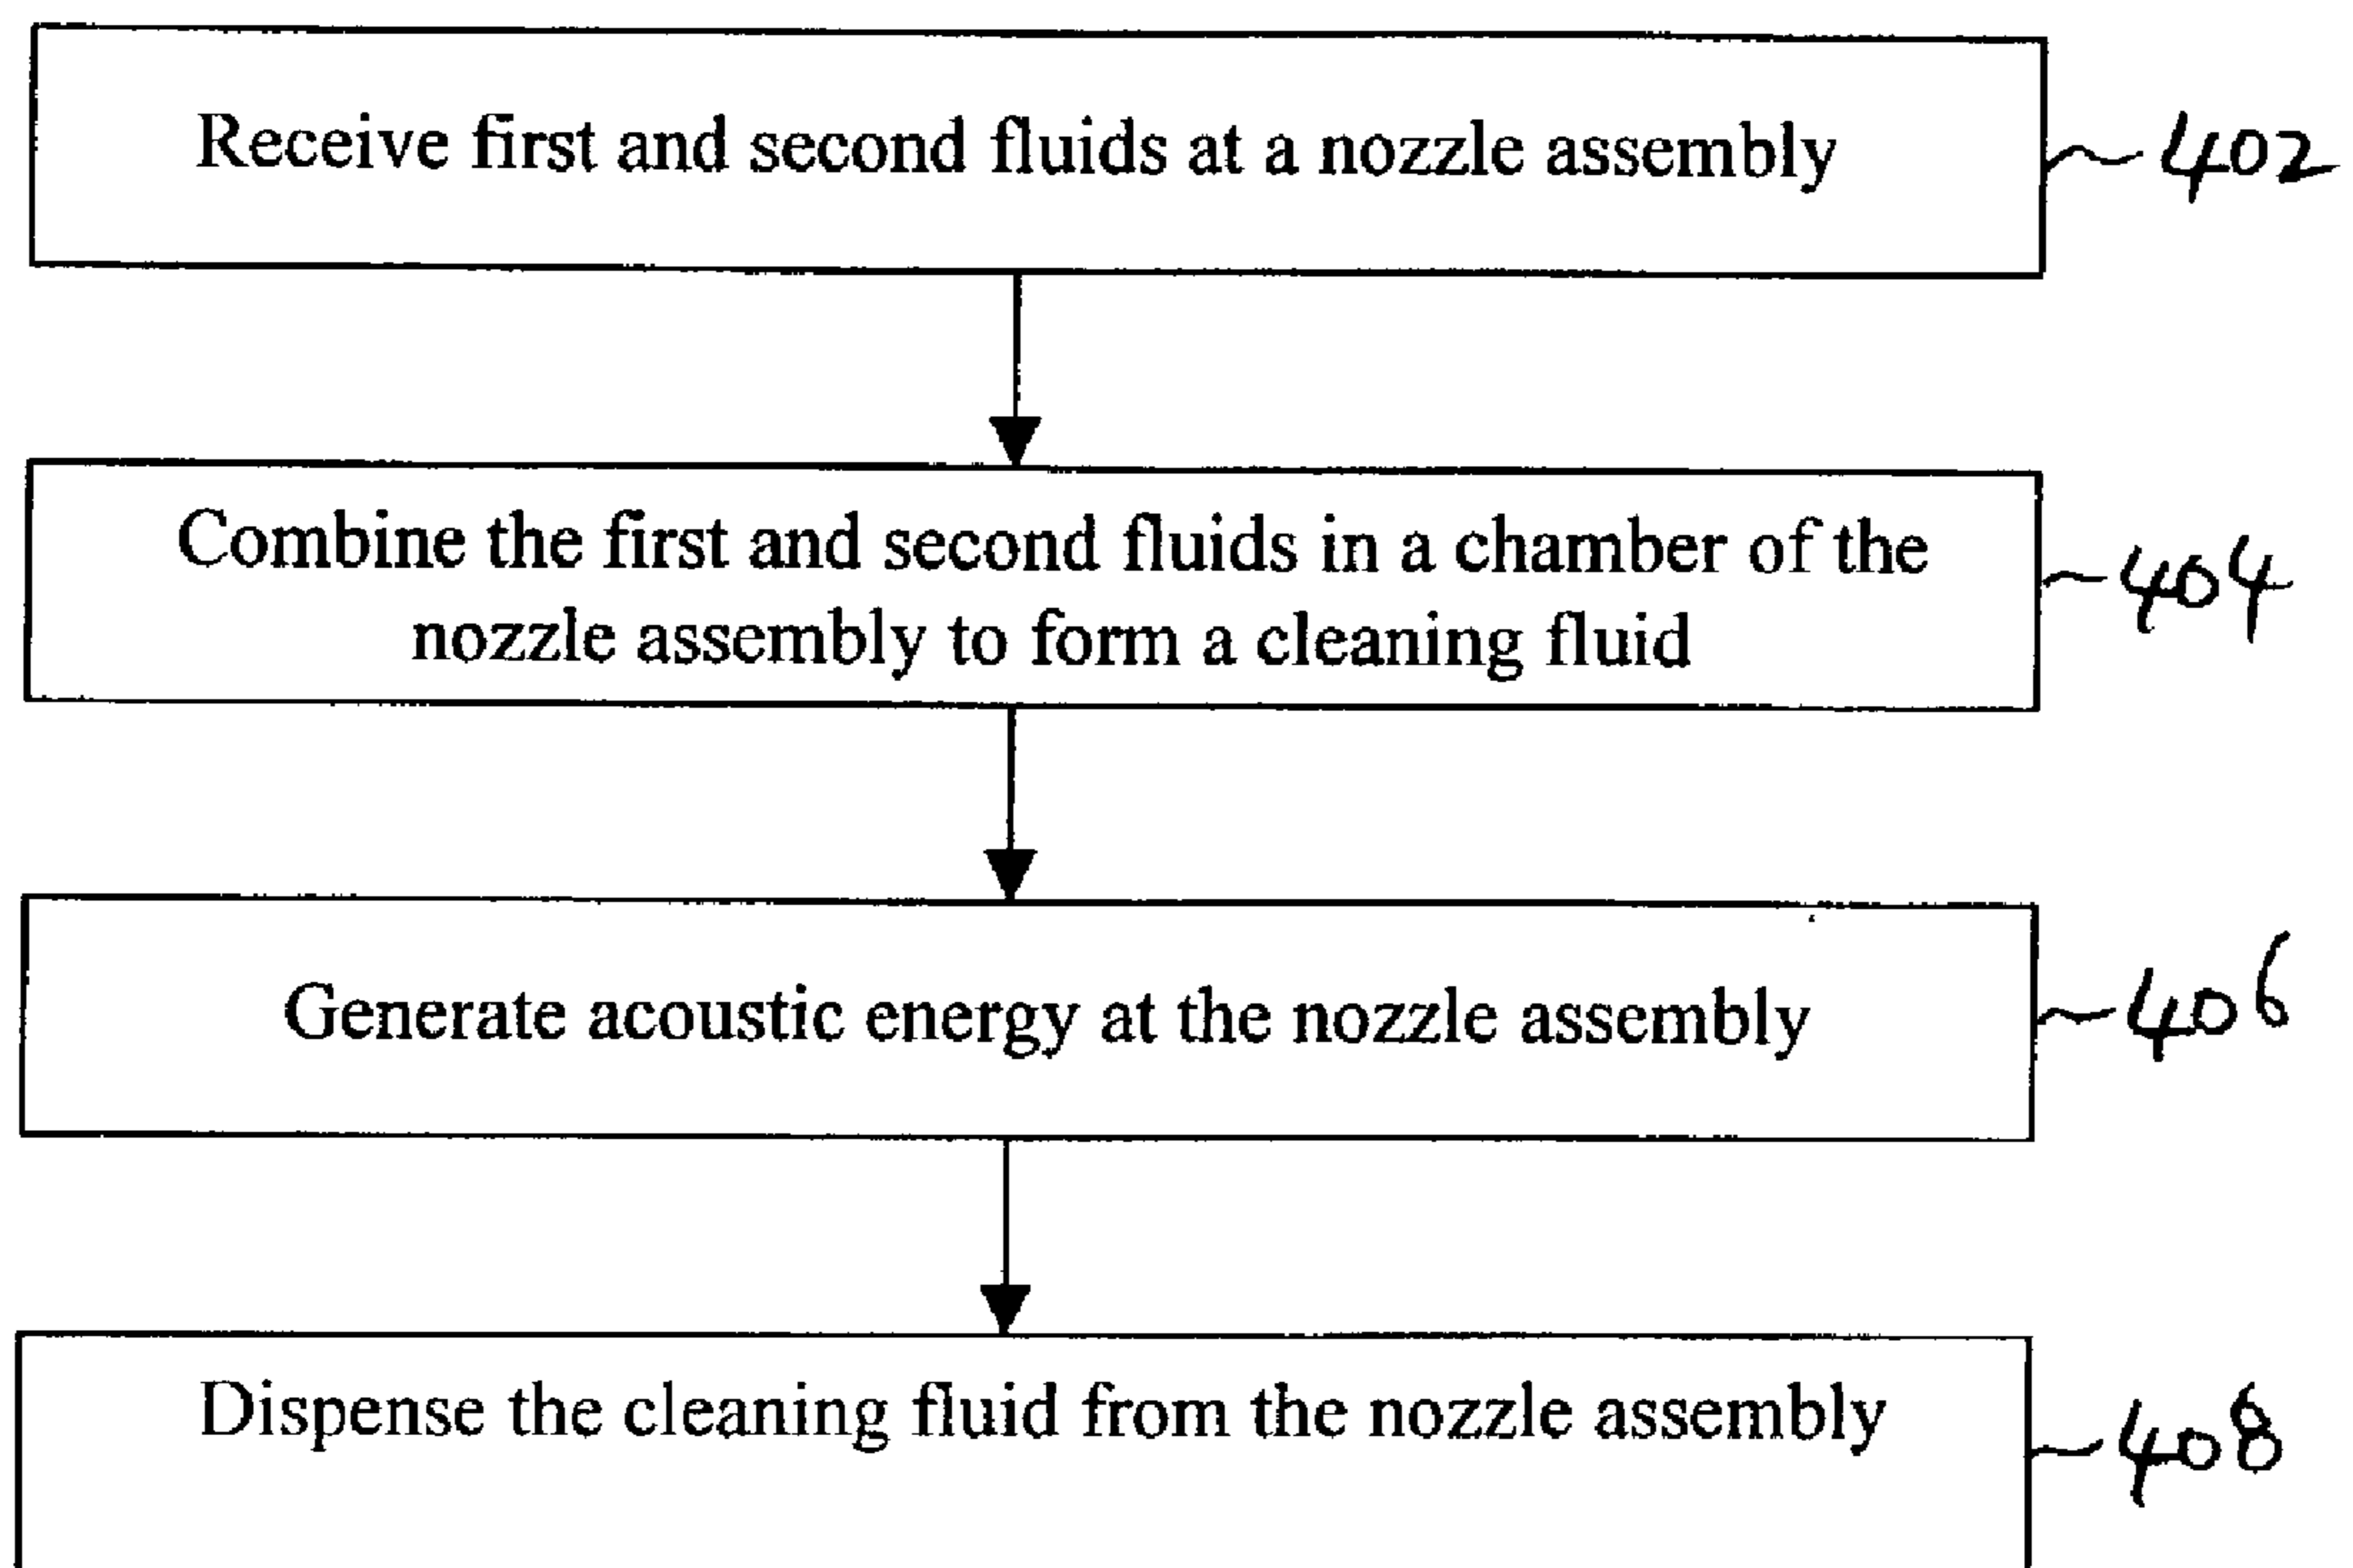 Receive first and second fluids at a nozzle assembly
402
Combine the first and second fluids in a chamber of the
nozzle assembly to form a cleaning fluid
404
Generate acoustic energy at the nozzle assembly
406
Dispense the cleaning fluid from the nozzle assembly
408